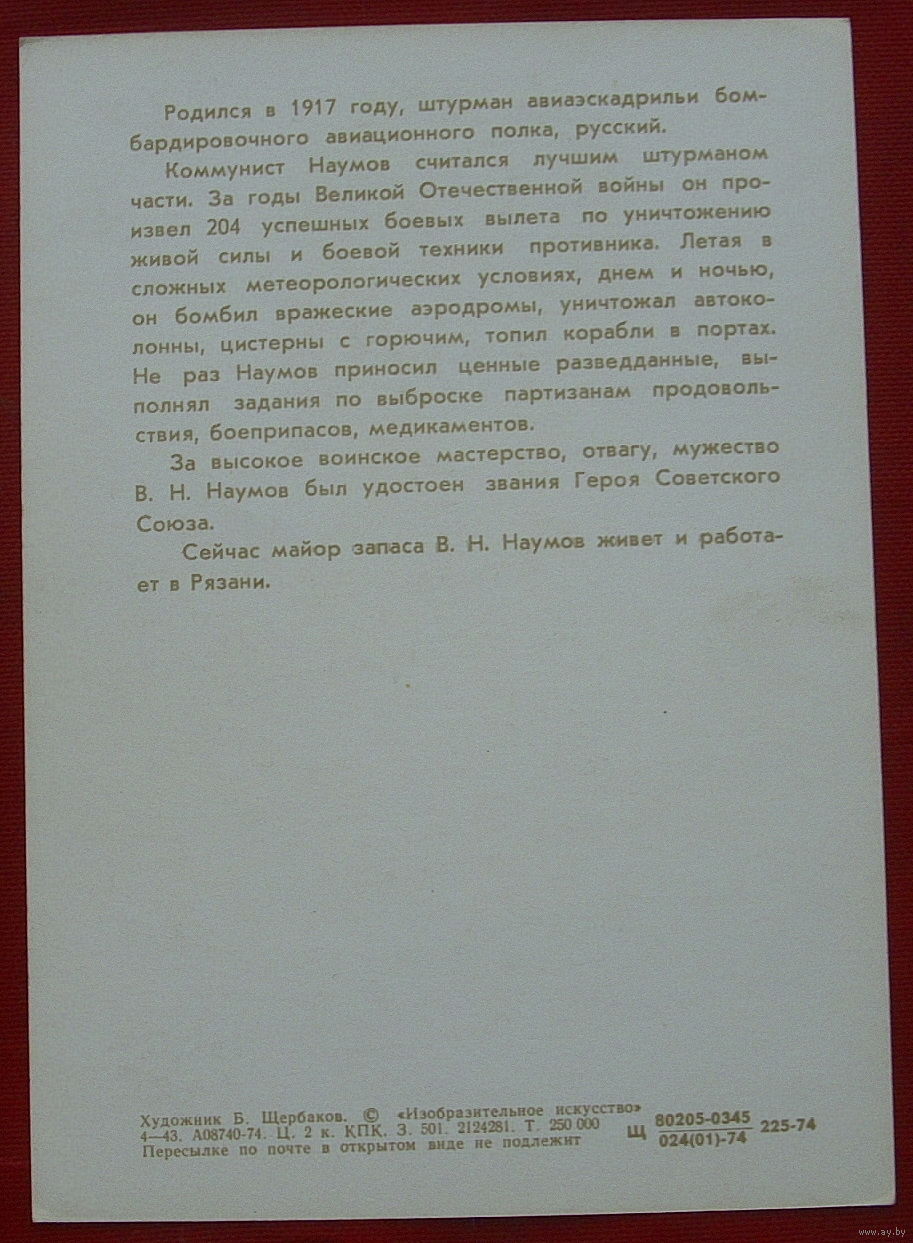 Родился в 1917 году, штурман авиаэскадрильи бом-
бардировочного авиационного полка, русский.
Коммунист Наумов считался лучшим штурманом
части. За годы Великой Отечественной войны он про-
извел 204 успешных боевых вылета по уничтожению
живой силы и боевой техники противника. Летая в
сложных метеорологических условиях, днем и ночью,
он бомбил вражеские аэродромы, уничтожал автоко-
лонны, цистерны с горючим, топил корабли в портах.
Не раз Наумов приносил ценные разведданные, вы-
полнял задания по выброске партизанам продоволь-
ствия, боеприпасов, медикаментов.
За высокое воинское мастерство, отвагу, мужество
В. Н. Наумов был удостоен звания Героя Советского
Союза.
Сейчас майор запаса В. Н. Наумов живет и работа-
ет в Рязани.
Художник Б. Щербаков. © «Изобразительное искусство»
4—43. А08740-74. Ц. 2 к. КПК. З. 501. 2124281. Т. 250 000
Пересылке по почте в открытом виде не подлежит
Щ 80205-0345
024(01)-74 225-74
www.ay.by